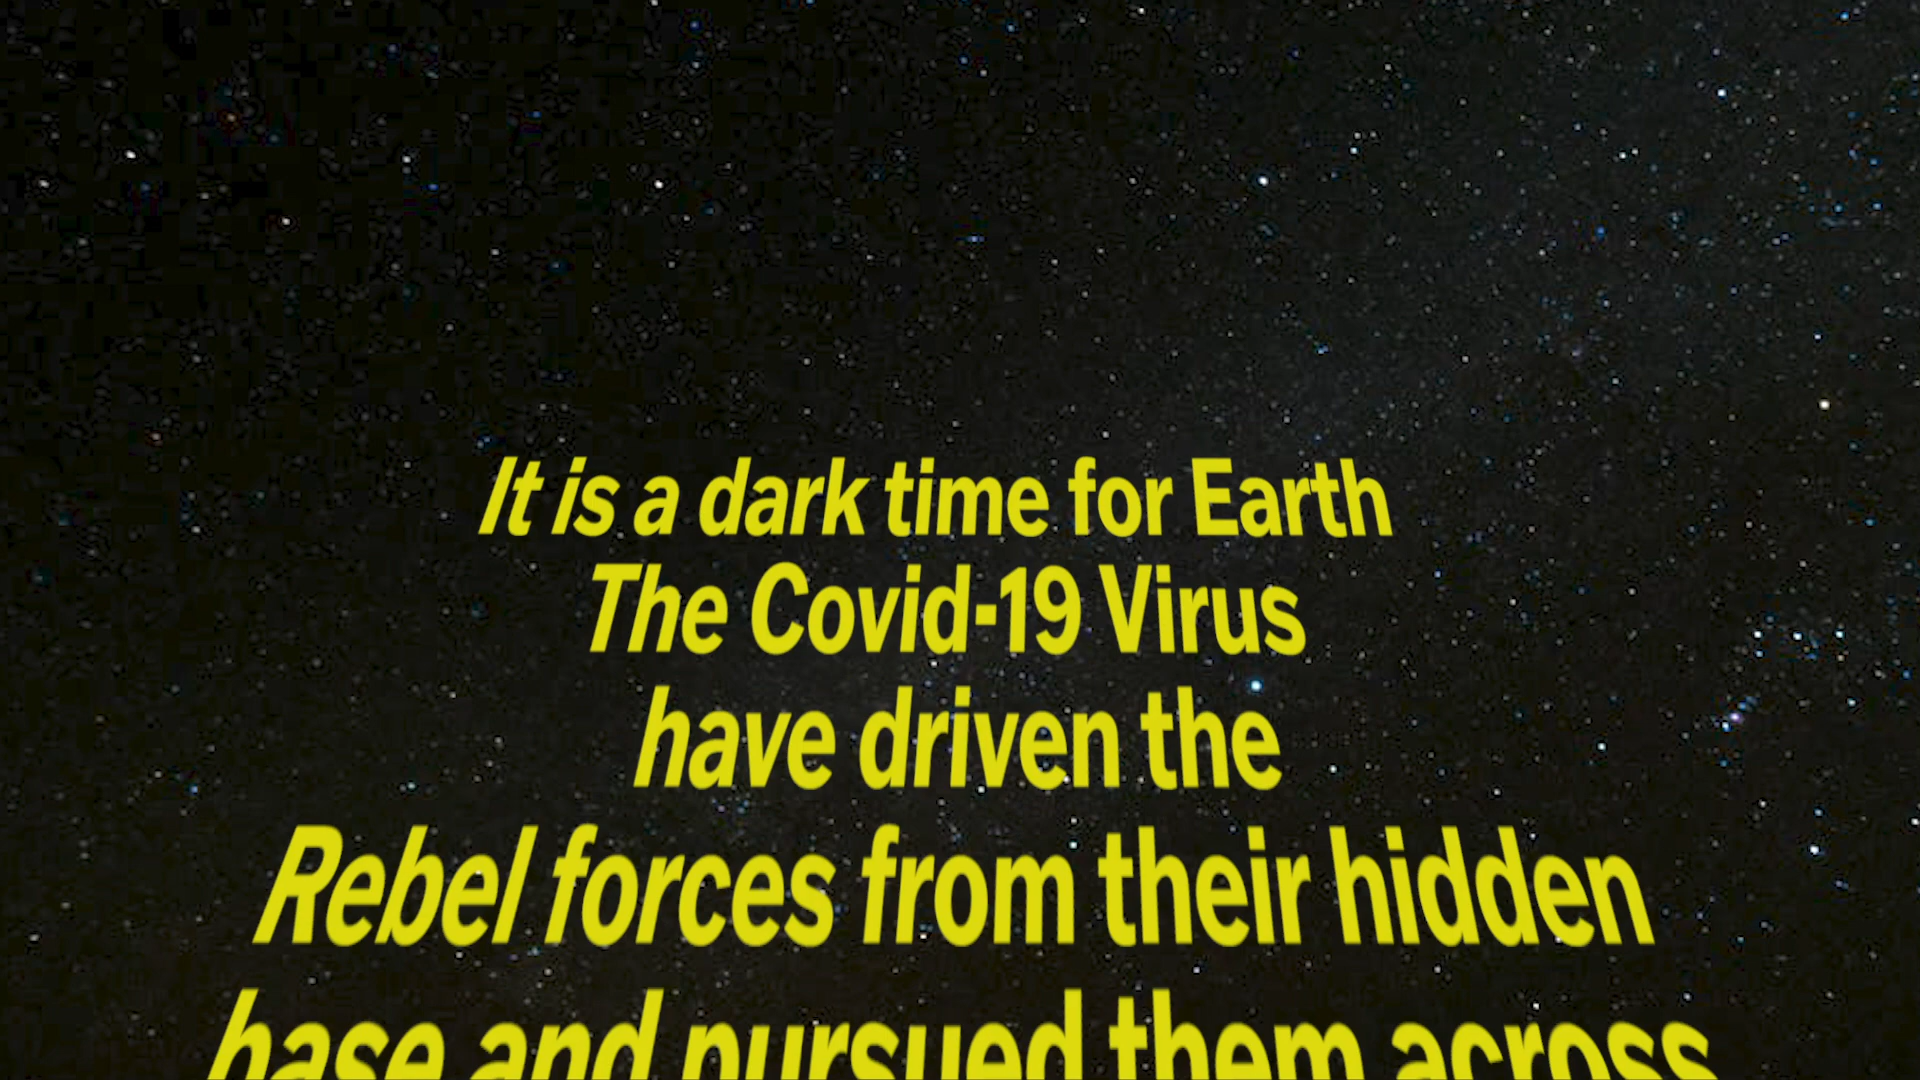 It is a dark time for Earth
The Covid-19 Virus
have driven the
Rebel forces from their hidden
base and pursued them across